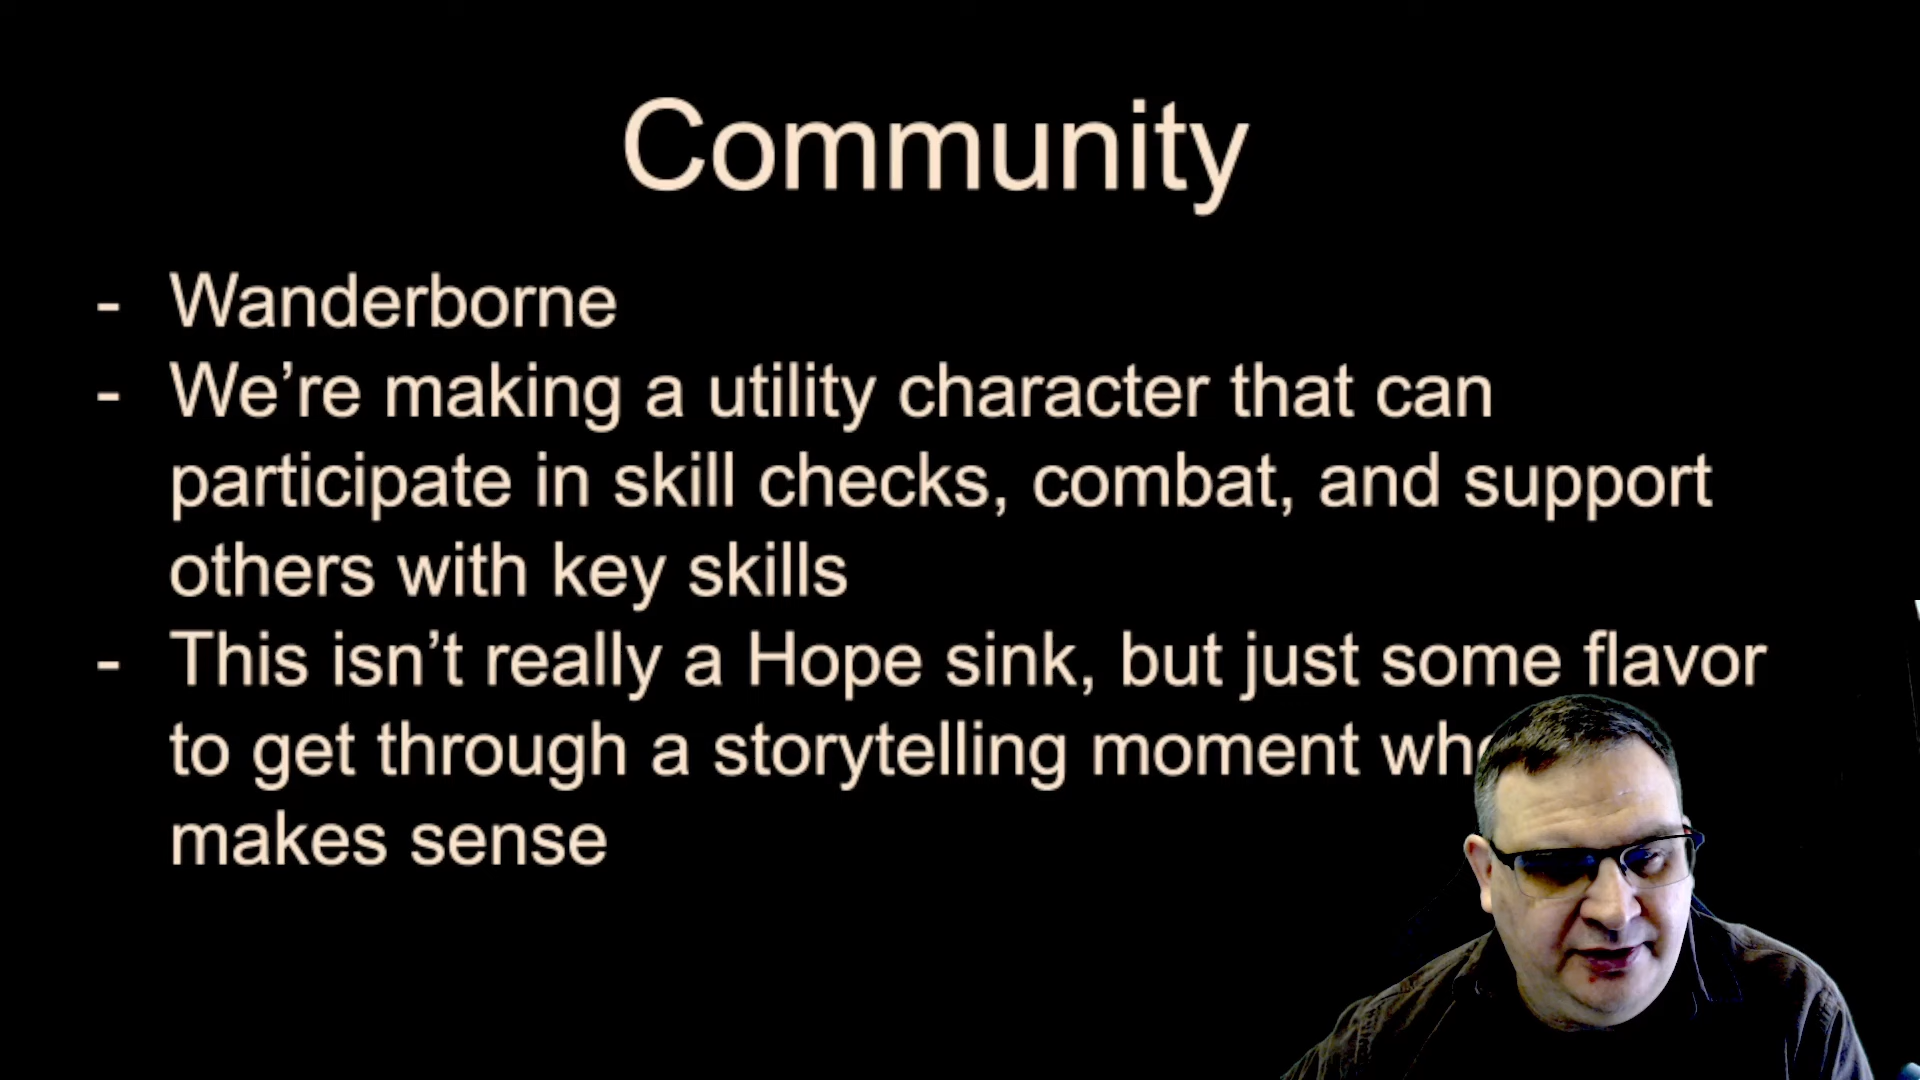 Community
- Wanderborne
- We’re making a utility character that can
participate in skill checks, combat, and support
others with key skills
- This isn’t really a Hope sink, but just some flavor
to get through a storytelling moment
makes sense